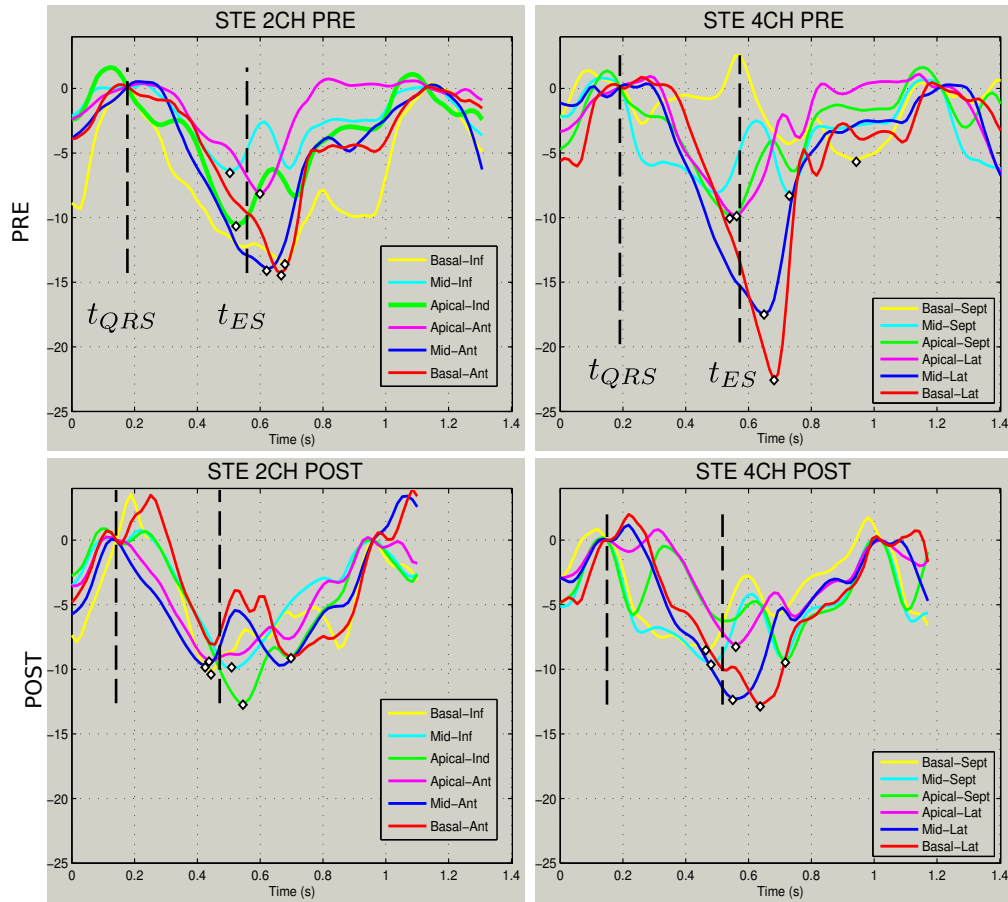 STE 2CH PRE
STE 4CH PRE
PRE
0
−5
−10
−15
−20
−25
0 0.2 0.4 0.6 0.8 1 1.2 1.4
Time (s)
t_QRS
t_ES
Basal−Inf
Mid−Inf
Apical−Ind
Apical−Ant
Mid−Ant
Basal−Ant
0
−5
−10
−15
−20
−25
0 0.2 0.4 0.6 0.8 1 1.2 1.4
Time (s)
t_QRS
t_ES
Basal−Sept
Mid−Sept
Apical−Sept
Apical−Lat
Mid−Lat
Basal−Lat
STE 2CH POST
STE 4CH POST
POST
0
−5
−10
−15
−20
−25
0 0.2 0.4 0.6 0.8 1 1.2 1.4
Time (s)
Basal−Inf
Mid−Inf
Apical−Ind
Apical−Ant
Mid−Ant
Basal−Ant
0
−5
−10
−15
−20
−25
0 0.2 0.4 0.6 0.8 1 1.2 1.4
Time (s)
Basal−Sept
Mid−Sept
Apical−Sept
Apical−Lat
Mid−Lat
Basal−Lat